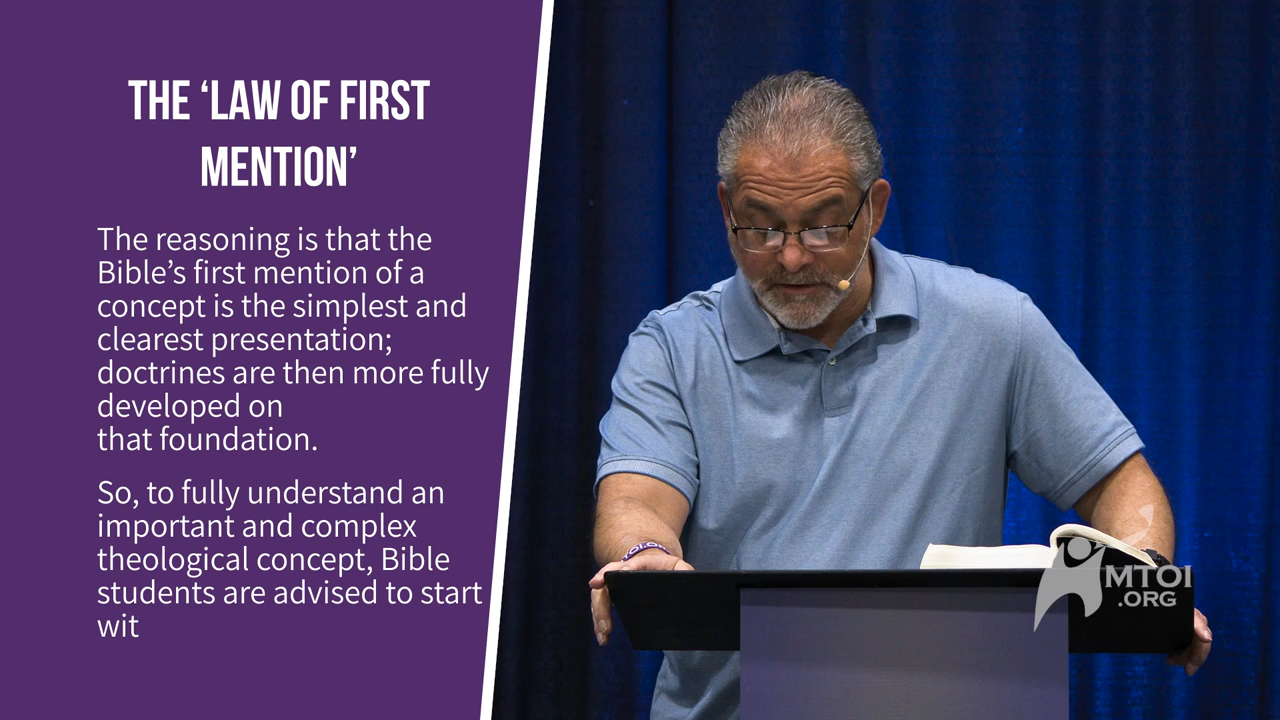 THE ‘LAW OF FIRST
MENTION’
The reasoning is that the
Bible’s first mention of a
concept is the simplest and
clearest presentation;
doctrines are then more fully
developed on
that foundation.
So, to fully understand an
important and complex
theological concept, Bible
students are advised to start
wit
MTOI
.ORG